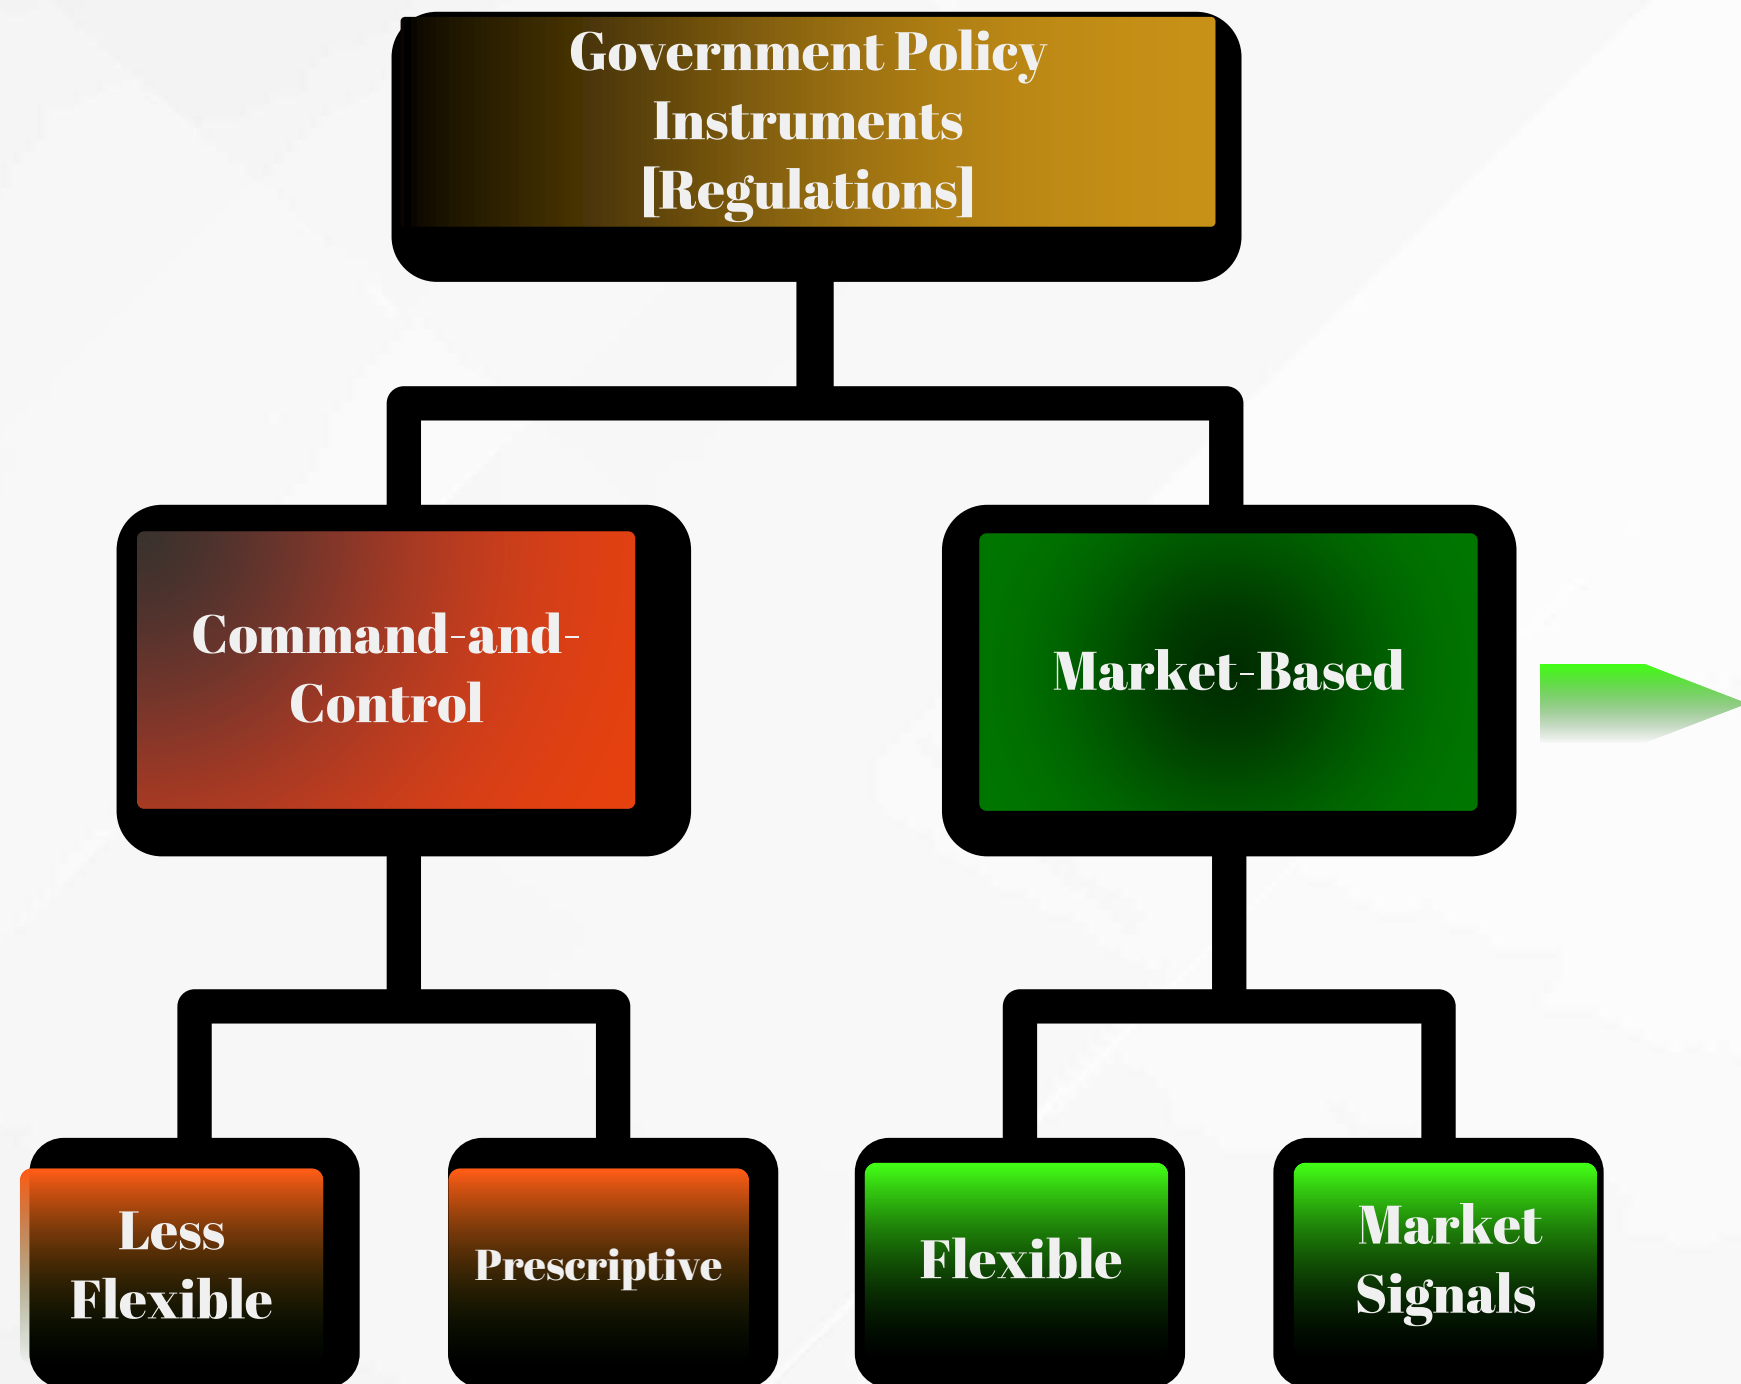 Government Policy
Instruments
[Regulations]
Command-and-
Control
Market-Based
Less
Flexible
Prescriptive
Flexible
Market
Signals